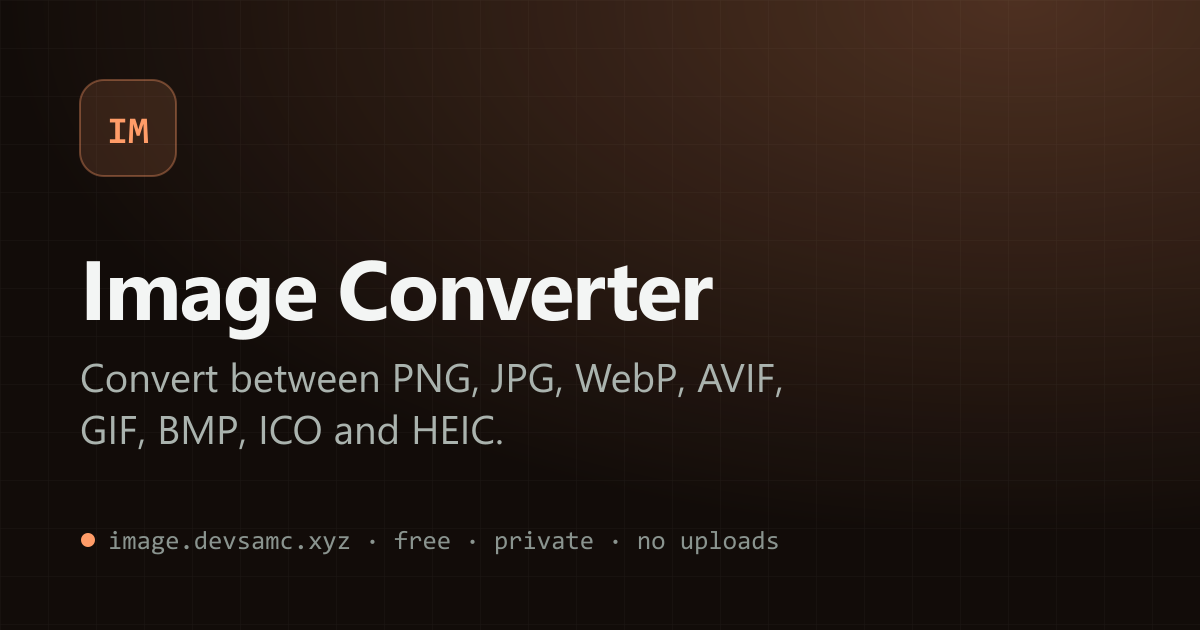 IM
Image Converter
Convert between PNG, JPG, WebP, AVIF,
GIF, BMP, ICO and HEIC.
image.devsamc.xyz · free · private · no uploads